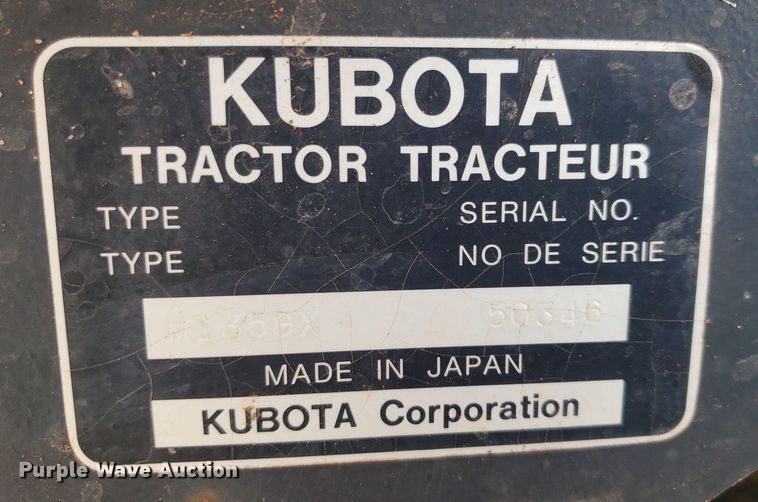 KUBOTA
TRACTOR TRACTEUR
TYPE SERIAL NO.
TYPE NO DE SERIE
M135GX 50346
MADE IN JAPAN
KUBOTA Corporation
Purple Wave Auction